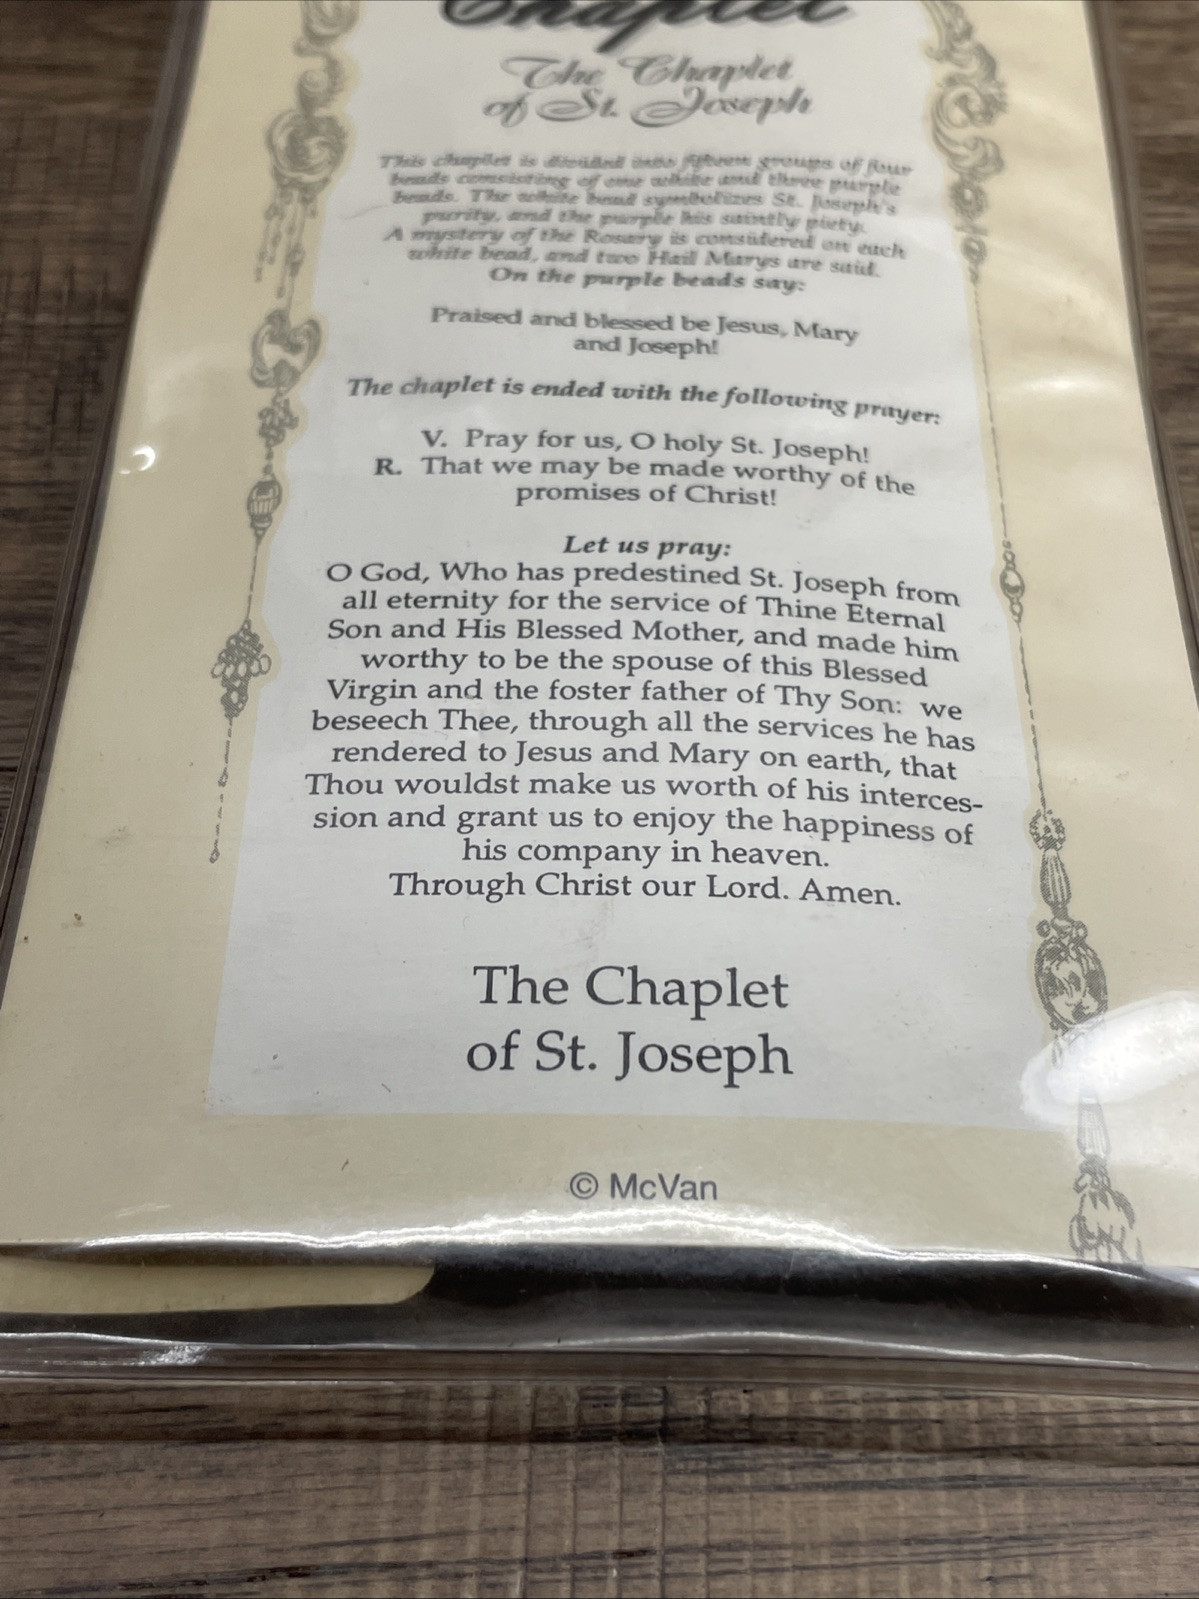 Chaplet
The Chaplet
of St. Joseph
This chaplet is divided into fifteen groups of four
beads consisting of one white and three purple
beads. The white bead symbolizes St. Joseph's
purity, and the purple his saintly piety.
A mystery of the Rosary is considered on each
white bead, and two Hail Marys are said.
On the purple beads say:
Praised and blessed be Jesus, Mary
and Joseph!
The chaplet is ended with the following prayer:
V. Pray for us, O holy St. Joseph!
R. That we may be made worthy of the
promises of Christ!
Let us pray:
O God, Who has predestined St. Joseph from
all eternity for the service of Thine Eternal
Son and His Blessed Mother, and made him
worthy to be the spouse of this Blessed
Virgin and the foster father of Thy Son: we
beseech Thee, through all the services he has
rendered to Jesus and Mary on earth, that
Thou wouldst make us worth of his interces-
sion and grant us to enjoy the happiness of
his company in heaven.
Through Christ our Lord. Amen.
The Chaplet
of St. Joseph
© McVan